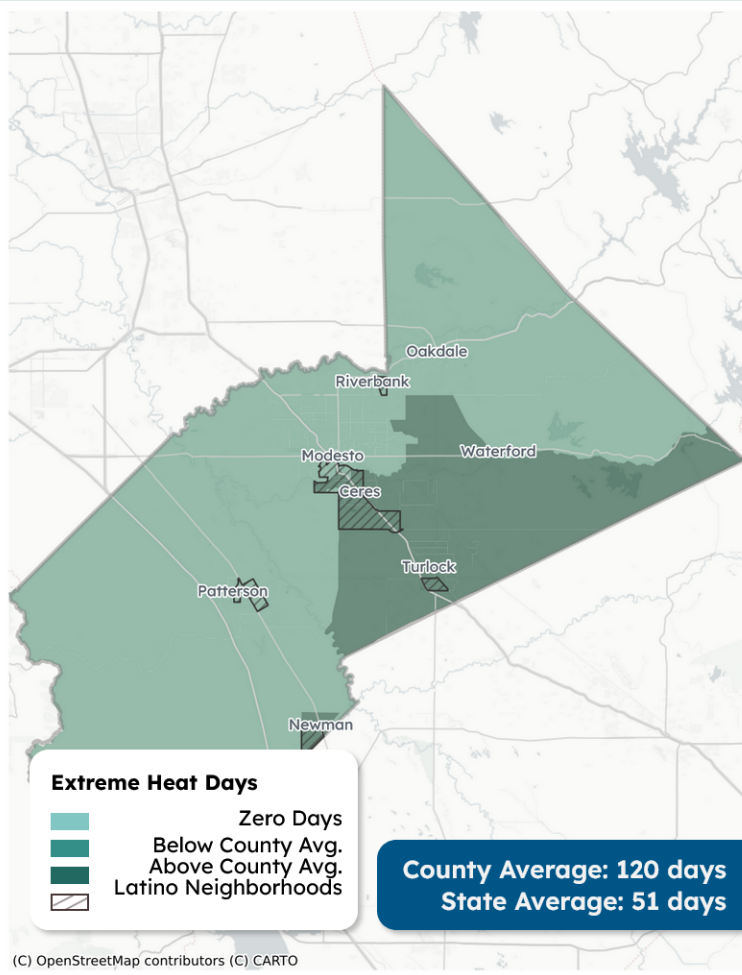 Oakdale
Riverbank
Modesto
Waterford
Ceres
Turlock
Patterson
Newman
Extreme Heat Days
Zero Days
Below County Avg.
Above County Avg.
Latino Neighborhoods
County Average: 120 days
State Average: 51 days
(C) OpenStreetMap contributors (C) CARTO